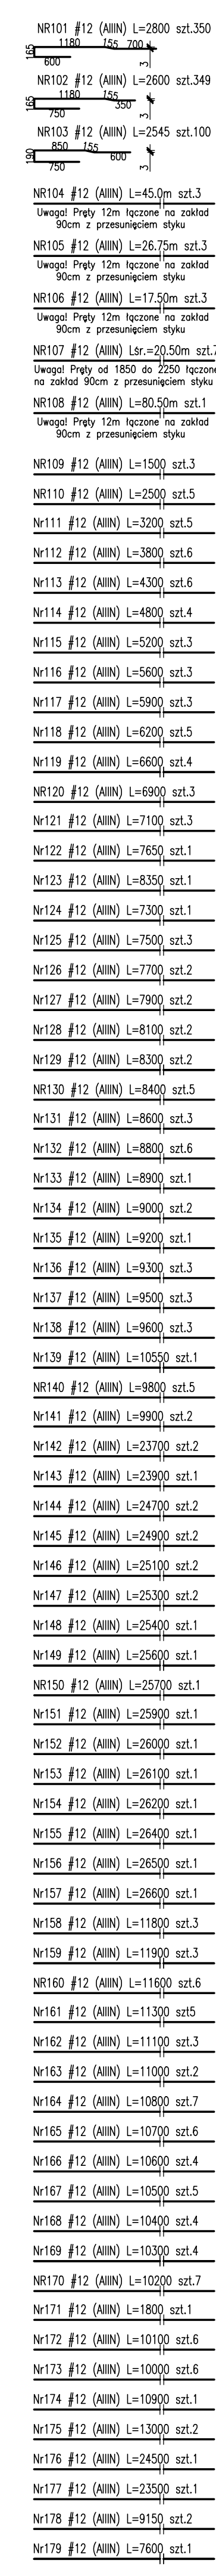 NR101 #12 (AIIIN) L=2800 szt.350
1180 155 700
165
600
3
NR102 #12 (AIIIN) L=2600 szt.349
1180 155
165 350
750
3
NR103 #12 (AIIIN) L=2545 szt.100
850 155
190 600
750
3
NR104 #12 (AIIIN) L=45.0m szt.3
Uwaga! Pręty 12m łączone na zakład
90cm z przesunięciem styku
NR105 #12 (AIIIN) L=26.75m szt.3
Uwaga! Pręty 12m łączone na zakład
90cm z przesunięciem styku
NR106 #12 (AIIIN) L=17.50m szt.3
Uwaga! Pręty 12m łączone na zakład
90cm z przesunięciem styku
NR107 #12 (AIIIN) Lśr.=20.50m szt.7
Uwaga! Pręty od 1850 do 2250 łączone
na zakład 90cm z przesunięciem styku
NR108 #12 (AIIIN) L=80.50m szt.1
Uwaga! Pręty 12m łączone na zakład
90cm z przesunięciem styku
NR109 #12 (AIIIN) L=1500 szt.3
NR110 #12 (AIIIN) L=2500 szt.5
Nr111 #12 (AIIIN) L=3200 szt.5
Nr112 #12 (AIIIN) L=3800 szt.6
Nr113 #12 (AIIIN) L=4300 szt.6
Nr114 #12 (AIIIN) L=4800 szt.4
Nr115 #12 (AIIIN) L=5200 szt.3
Nr116 #12 (AIIIN) L=5600 szt.3
Nr117 #12 (AIIIN) L=5900 szt.3
Nr118 #12 (AIIIN) L=6200 szt.5
Nr119 #12 (AIIIN) L=6600 szt.4
NR120 #12 (AIIIN) L=6900 szt.3
Nr121 #12 (AIIIN) L=7100 szt.3
Nr122 #12 (AIIIN) L=7650 szt.1
Nr123 #12 (AIIIN) L=8350 szt.1
Nr124 #12 (AIIIN) L=7300 szt.1
Nr125 #12 (AIIIN) L=7500 szt.3
Nr126 #12 (AIIIN) L=7700 szt.2
Nr127 #12 (AIIIN) L=7900 szt.2
Nr128 #12 (AIIIN) L=8100 szt.2
Nr129 #12 (AIIIN) L=8300 szt.2
NR130 #12 (AIIIN) L=8400 szt.5
Nr131 #12 (AIIIN) L=8600 szt.3
Nr132 #12 (AIIIN) L=8800 szt.6
Nr133 #12 (AIIIN) L=8900 szt.1
Nr134 #12 (AIIIN) L=9000 szt.2
Nr135 #12 (AIIIN) L=9200 szt.1
Nr136 #12 (AIIIN) L=9300 szt.3
Nr137 #12 (AIIIN) L=9500 szt.3
Nr138 #12 (AIIIN) L=9600 szt.3
Nr139 #12 (AIIIN) L=10550 szt.1
NR140 #12 (AIIIN) L=9800 szt.5
Nr141 #12 (AIIIN) L=9900 szt.2
Nr142 #12 (AIIIN) L=23700 szt.2
Nr143 #12 (AIIIN) L=23900 szt.1
Nr144 #12 (AIIIN) L=24700 szt.2
Nr145 #12 (AIIIN) L=24900 szt.2
Nr146 #12 (AIIIN) L=25100 szt.2
Nr147 #12 (AIIIN) L=25300 szt.2
Nr148 #12 (AIIIN) L=25400 szt.1
Nr149 #12 (AIIIN) L=25600 szt.1
NR150 #12 (AIIIN) L=25700 szt.1
Nr151 #12 (AIIIN) L=25900 szt.1
Nr152 #12 (AIIIN) L=26000 szt.1
Nr153 #12 (AIIIN) L=26100 szt.1
Nr154 #12 (AIIIN) L=26200 szt.1
Nr155 #12 (AIIIN) L=26400 szt.1
Nr156 #12 (AIIIN) L=26500 szt.1
Nr157 #12 (AIIIN) L=26600 szt.1
Nr158 #12 (AIIIN) L=11800 szt.3
Nr159 #12 (AIIIN) L=11900 szt.3
NR160 #12 (AIIIN) L=11600 szt.6
Nr161 #12 (AIIIN) L=11300 szt5
Nr162 #12 (AIIIN) L=11100 szt.3
Nr163 #12 (AIIIN) L=11000 szt.2
Nr164 #12 (AIIIN) L=10800 szt.7
Nr165 #12 (AIIIN) L=10700 szt.6
Nr166 #12 (AIIIN) L=10600 szt.4
Nr167 #12 (AIIIN) L=10500 szt.5
Nr168 #12 (AIIIN) L=10400 szt.4
Nr169 #12 (AIIIN) L=10300 szt.4
NR170 #12 (AIIIN) L=10200 szt.7
Nr171 #12 (AIIIN) L=1800 szt.1
Nr172 #12 (AIIIN) L=10100 szt.6
Nr173 #12 (AIIIN) L=10000 szt.6
Nr174 #12 (AIIIN) L=10900 szt.1
Nr175 #12 (AIIIN) L=13000 szt.2
Nr176 #12 (AIIIN) L=24500 szt.1
Nr177 #12 (AIIIN) L=23500 szt.1
Nr178 #12 (AIIIN) L=9150 szt.2
Nr179 #12 (AIIIN) L=7600 szt.1